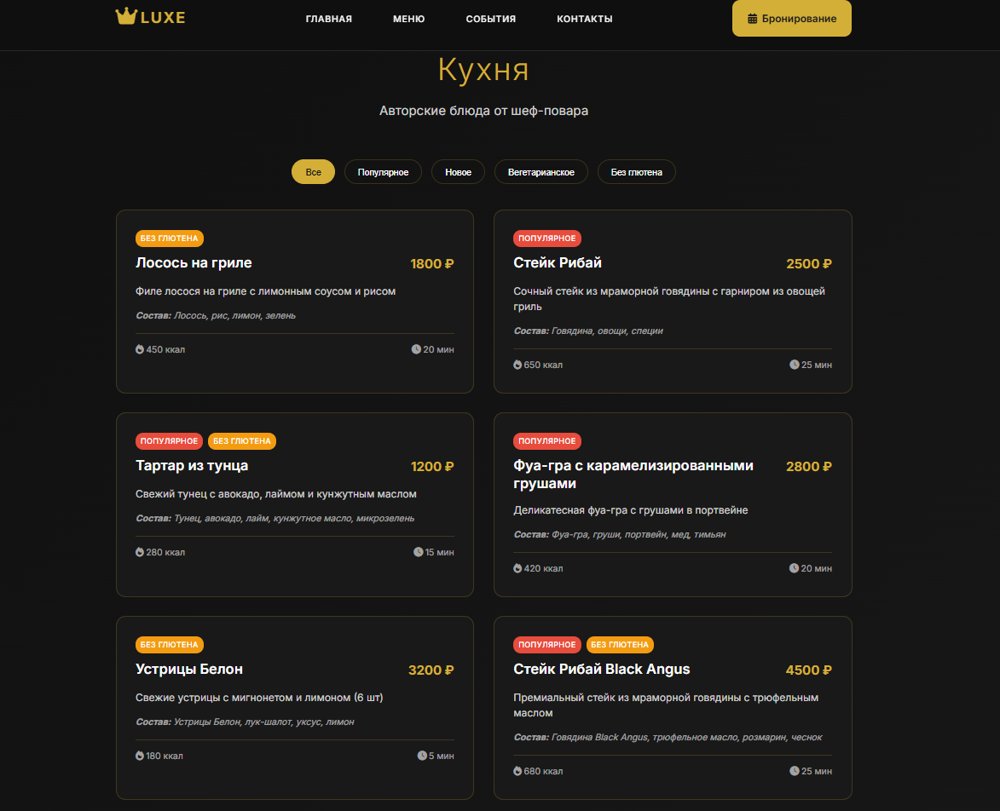 LUXE
ГЛАВНАЯ
МЕНЮ
СОБЫТИЯ
КОНТАКТЫ
Бронирование
Кухня
Авторские блюда от шеф-повара
Все
Популярное
Новое
Вегетарианское
Без глютена
БЕЗ ГЛЮТЕНА
Лосось на гриле
1800 ₽
Филе лосося на гриле с лимонным соусом и рисом
Состав: Лосось, рис, лимон, зелень
450 ккал
20 мин
ПОПУЛЯРНОЕ
Стейк Рибай
2500 ₽
Сочный стейк из мраморной говядины с гарниром из овощей
гриль
Состав: Говядина, овощи, специи
650 ккал
25 мин
ПОПУЛЯРНОЕ
БЕЗ ГЛЮТЕНА
Тартар из тунца
1200 ₽
Свежий тунец с авокадо, лаймом и кунжутным маслом
Состав: Тунец, авокадо, лайм, кунжутное масло, микрозелень
280 ккал
15 мин
ПОПУЛЯРНОЕ
Фуа-гра с карамелизированными
грушами
2800 ₽
Деликатесная фуа-гра с грушами в портвейне
Состав: Фуа-гра, груши, портвейн, мед, тимьян
420 ккал
20 мин
БЕЗ ГЛЮТЕНА
Устрицы Белон
3200 ₽
Свежие устрицы с мигнонетом и лимоном (6 шт)
Состав: Устрицы Белон, лук-шалот, уксус, лимон
180 ккал
5 мин
ПОПУЛЯРНОЕ
БЕЗ ГЛЮТЕНА
Стейк Рибай Black Angus
4500 ₽
Премиальный стейк из мраморной говядины с трюфельным
маслом
Состав: Говядина Black Angus, трюфельное масло, розмарин, чеснок
680 ккал
25 мин